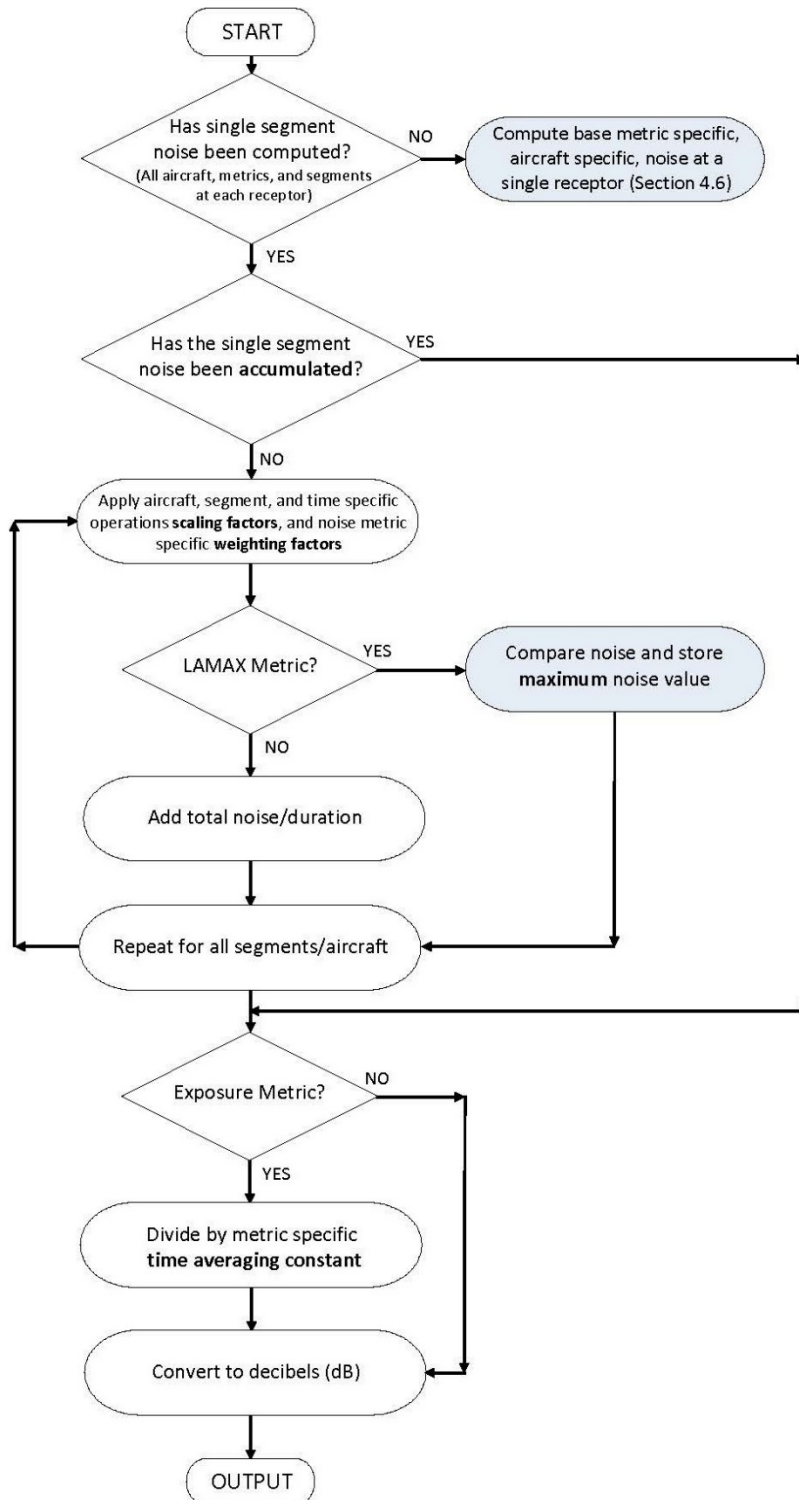 START
Has single segment
noise been computed?
(All aircraft, metrics, and segments
at each receptor)
NO
Compute base metric specific,
aircraft specific, noise at a
single receptor (Section 4.6)
YES
Has the single segment
noise been accumulated?
YES
NO
Apply aircraft, segment, and time specific
operations scaling factors, and noise metric
specific weighting factors
LAMAX Metric?
YES
Compare noise and store
maximum noise value
NO
Add total noise/duration
Repeat for all segments/aircraft
Exposure Metric?
NO
YES
Divide by metric specific
time averaging constant
Convert to decibels (dB)
OUTPUT